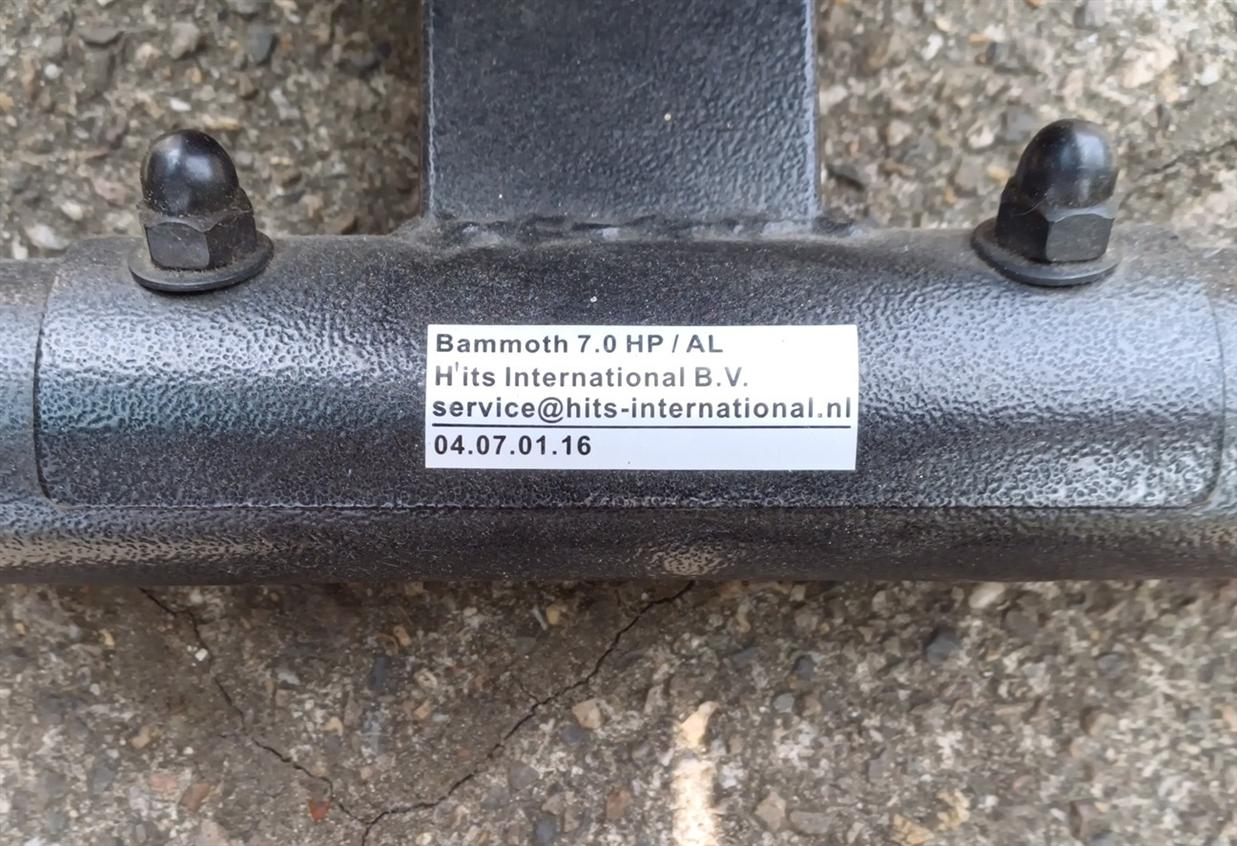 Bammoth 7.0 HP / AL
H'its International B.V.
service@hits-international.nl
04.07.01.16